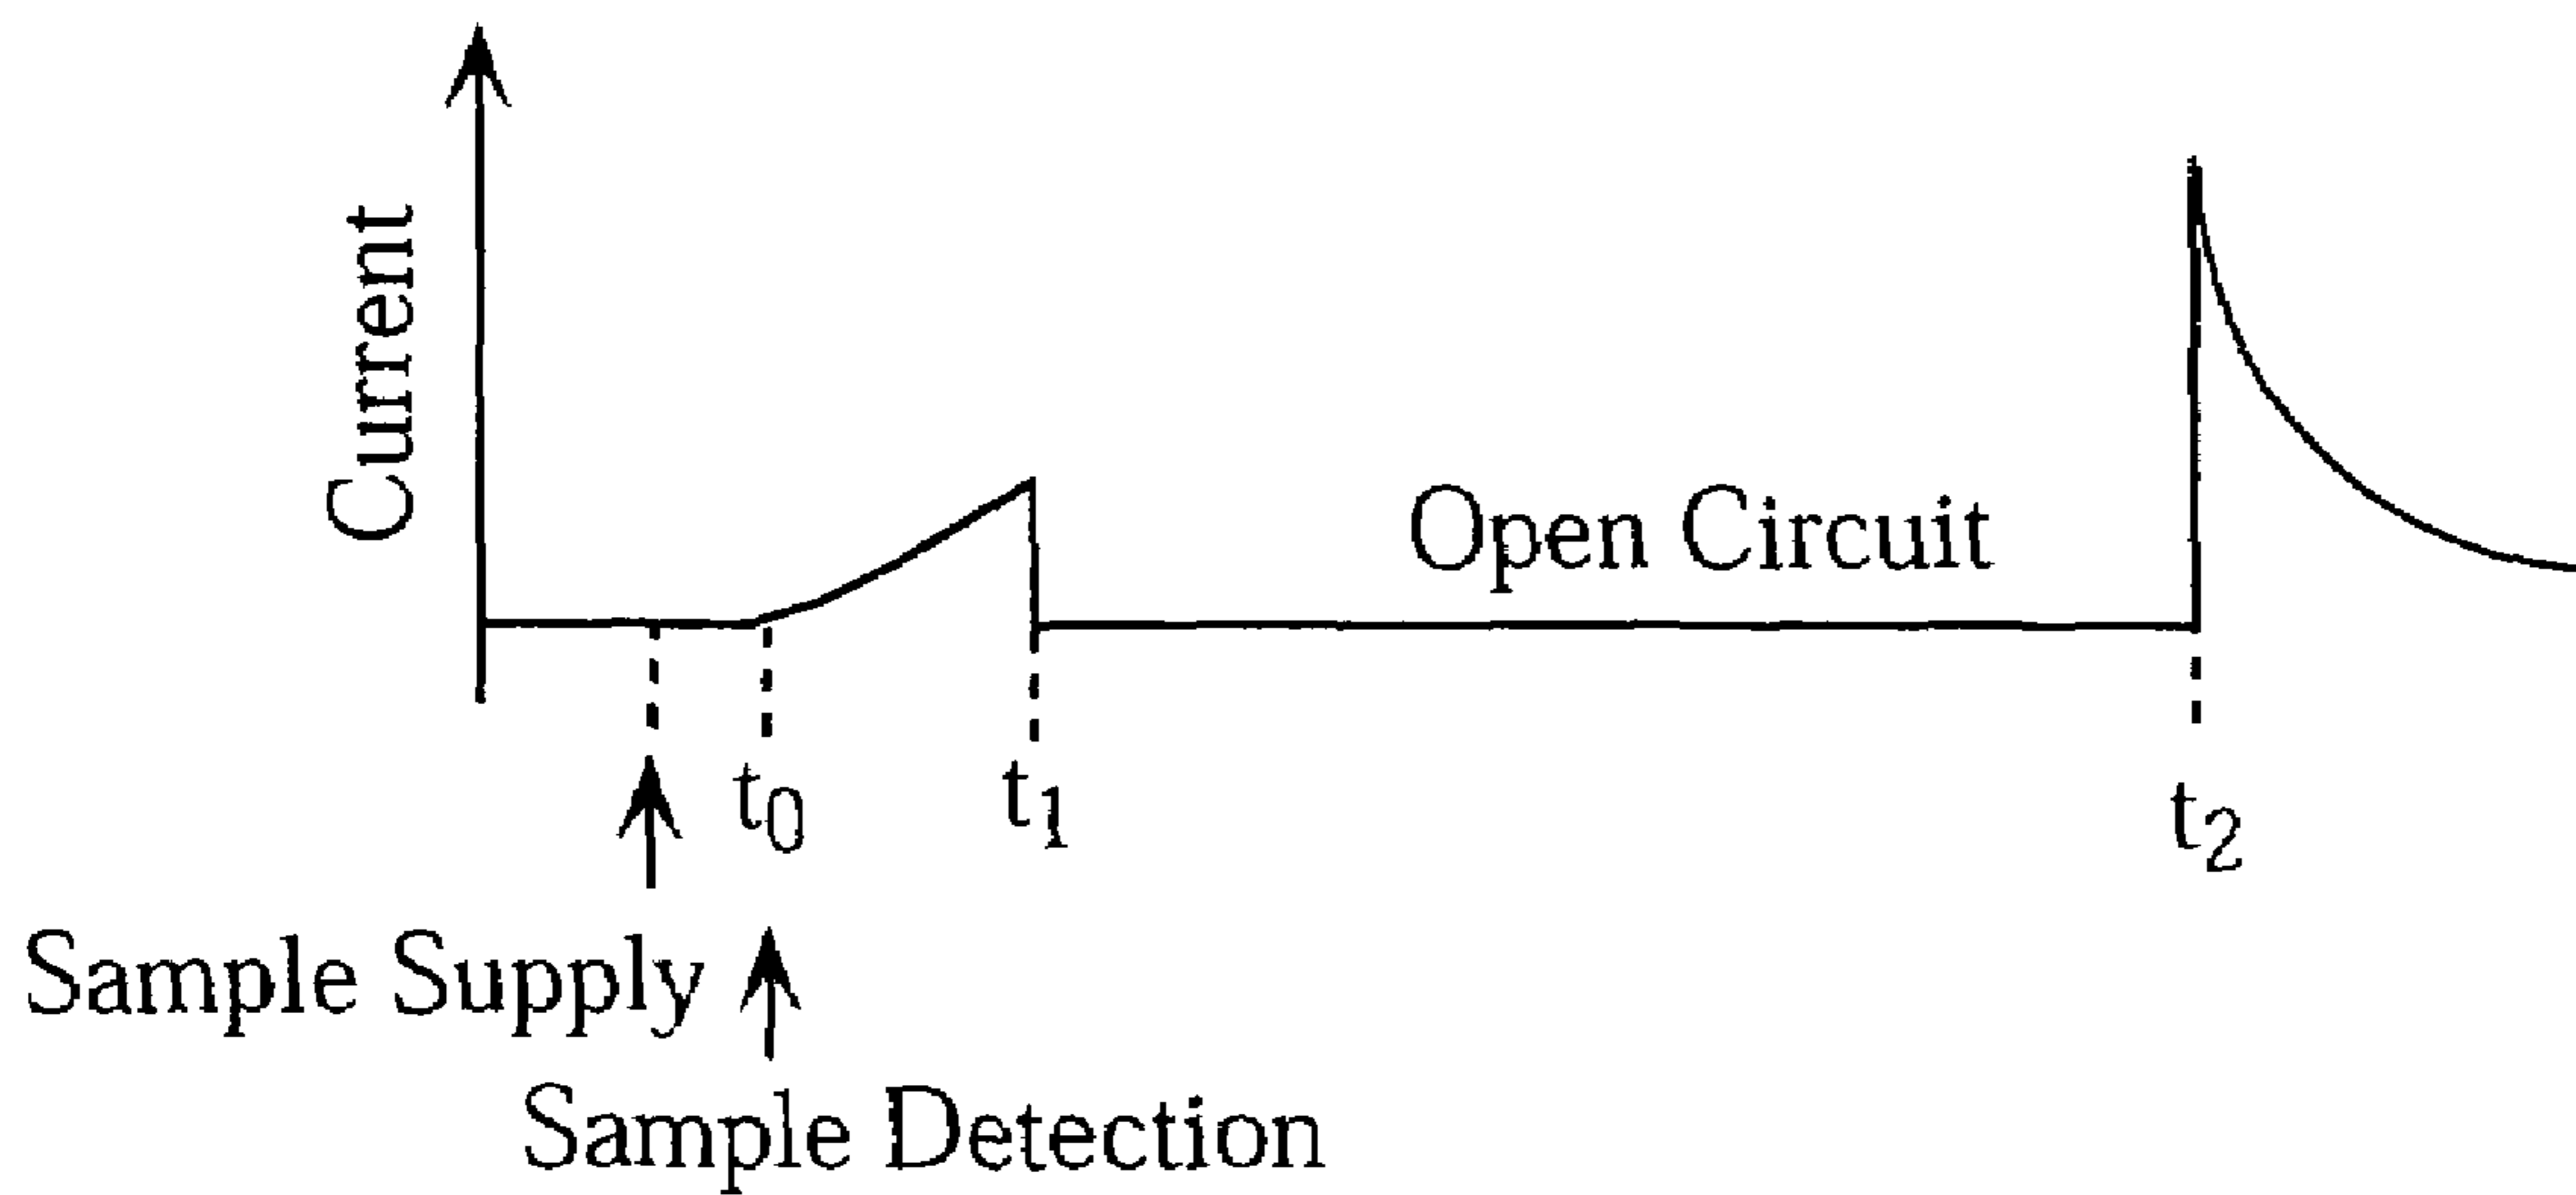 Current
Open Circuit
t0
t1
t2
Sample Supply
Sample Detection